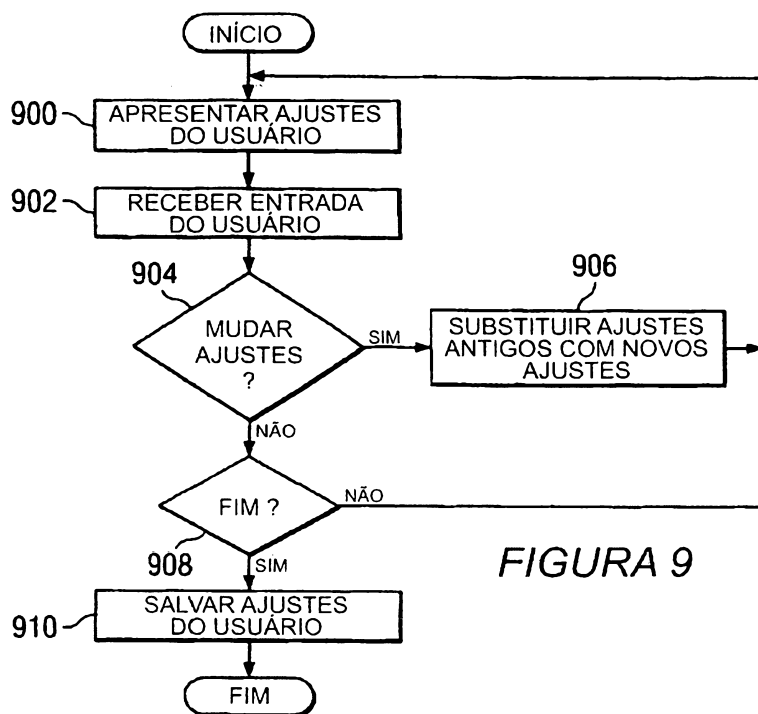 INÍCIO
900
APRESENTAR AJUSTES
DO USUÁRIO
902
RECEBER ENTRADA
DO USUÁRIO
904
MUDAR
AJUSTES
?
SIM
906
SUBSTITUIR AJUSTES
ANTIGOS COM NOVOS
AJUSTES
NÃO
FIM ?
NÃO
908
SIM
FIGURA 9
910
SALVAR AJUSTES
DO USUÁRIO
FIM